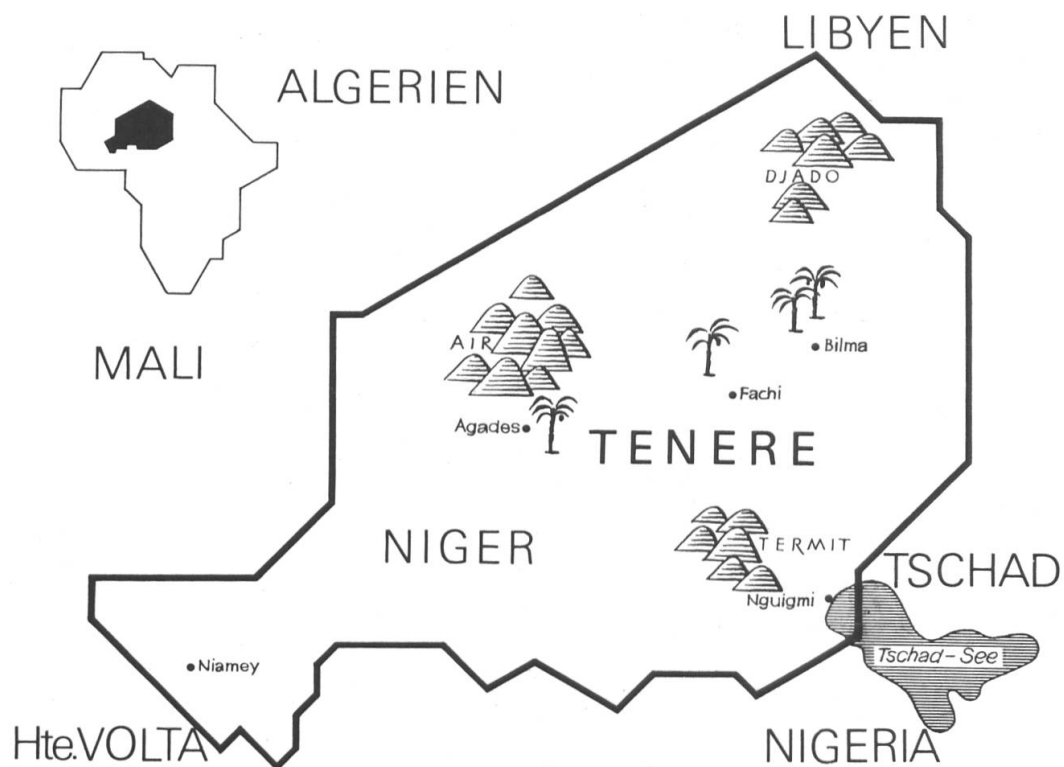 LIBYEN
ALGERIEN
DJADO
AIR
MALI
Bilma
Fachi
Agades
TENERE
NIGER
TERMIT
TSCHAD
Nguigmi
Tschad-See
Niamey
Hte.VOLTA
NIGERIA